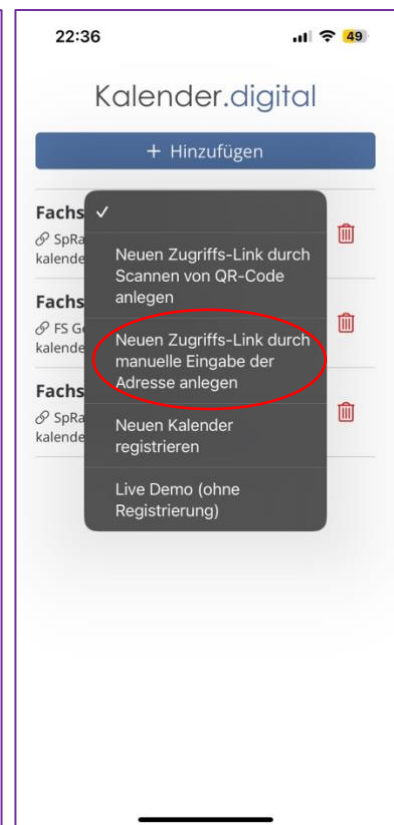 22:36
49
Kalender.digital
+ Hinzufügen
Fachs
SpRa
kalende
Fachs
FS Ge
kalende
Fachs
SpRa
kalende
✓
Neuen Zugriffs-Link durch
Scannen von QR-Code
anlegen
Neuen Zugriffs-Link durch
manuelle Eingabe der
Adresse anlegen
Neuen Kalender
registrieren
Live Demo (ohne
Registrierung)